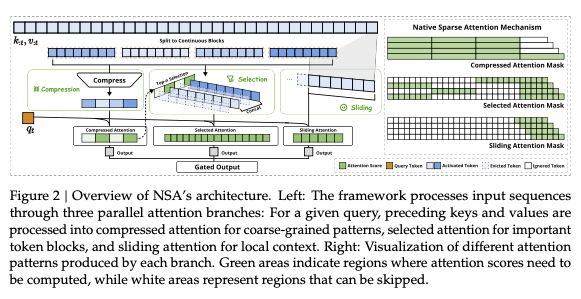 Native Sparse Attention Mechanism
k:t, v:t
Split to Continuous Blocks
Compressed Attention Mask
Compress
Top-n Selection
Selection
Compression
Concat
Sliding
Selected Attention Mask
qt
Compressed Attention
Selected Attention
Sliding Attention
Sliding Attention Mask
Output
Output
Output
Gated Output
Attention Score
Query Token
Activated Token
Evicted Token
Ignored Token
Figure 2 | Overview of NSA's architecture. Left: The framework processes input sequences
through three parallel attention branches: For a given query, preceding keys and values are
processed into compressed attention for coarse-grained patterns, selected attention for important
token blocks, and sliding attention for local context. Right: Visualization of different attention
patterns produced by each branch. Green areas indicate regions where attention scores need to
be computed, while white areas represent regions that can be skipped.